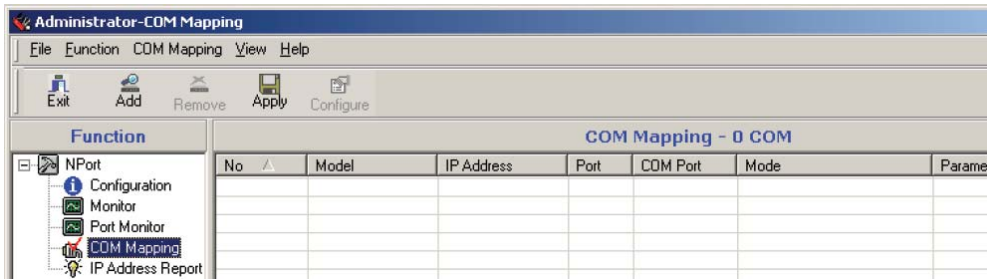 Administrator-COM Mapping
File Function COM Mapping View Help
Exit Add Remove Apply Configure
Function
COM Mapping - 0 COM
NPort
Configuration
Monitor
Port Monitor
COM Mapping
IP Address Report
No Model IP Address Port COM Port Mode Parame